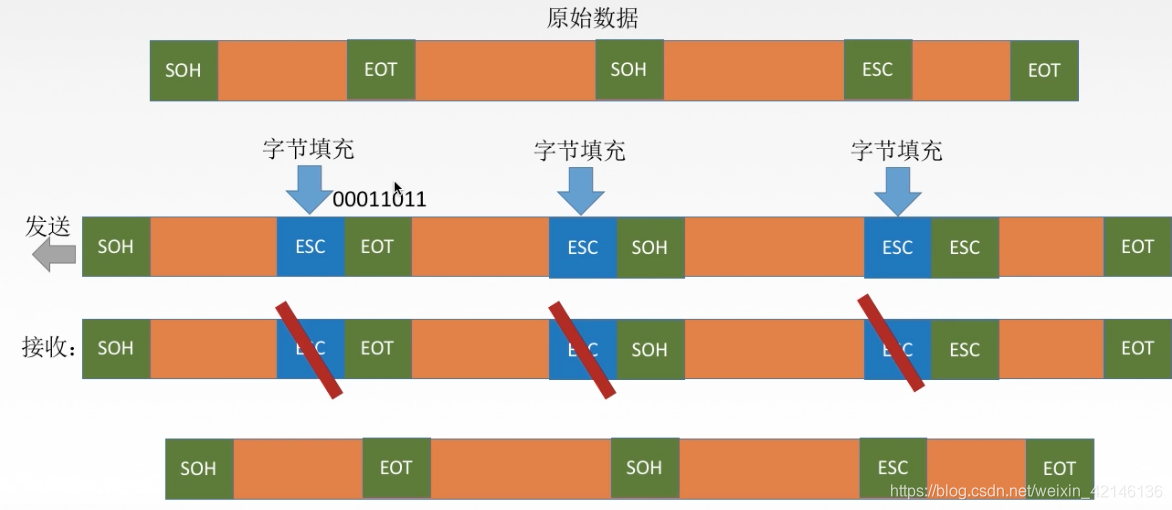 原始数据
SOH EOT SOH ESC EOT
字节填充 字节填充 字节填充
00011011
发送
SOH ESC EOT ESC SOH ESC ESC EOT
接收：
SOH ESC EOT ESC SOH ESC ESC EOT
SOH EOT SOH ESC EOT
https://blog.csdn.net/weixin_42146136